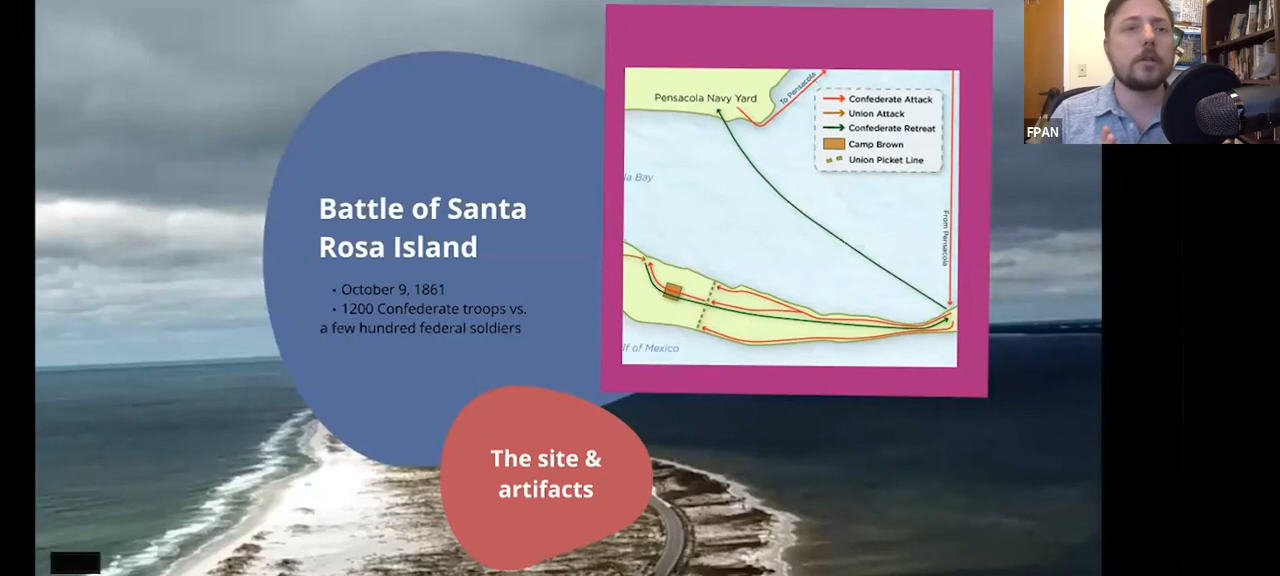 Battle of Santa
Rosa Island
• October 9, 1861
• 1200 Confederate troops vs.
a few hundred federal soldiers
The site &
artifacts
Pensacola Navy Yard
To Pensacola
Confederate Attack
Union Attack
Confederate Retreat
Camp Brown
Union Picket Line
la Bay
From Pensacola
lf of Mexico
FPAN